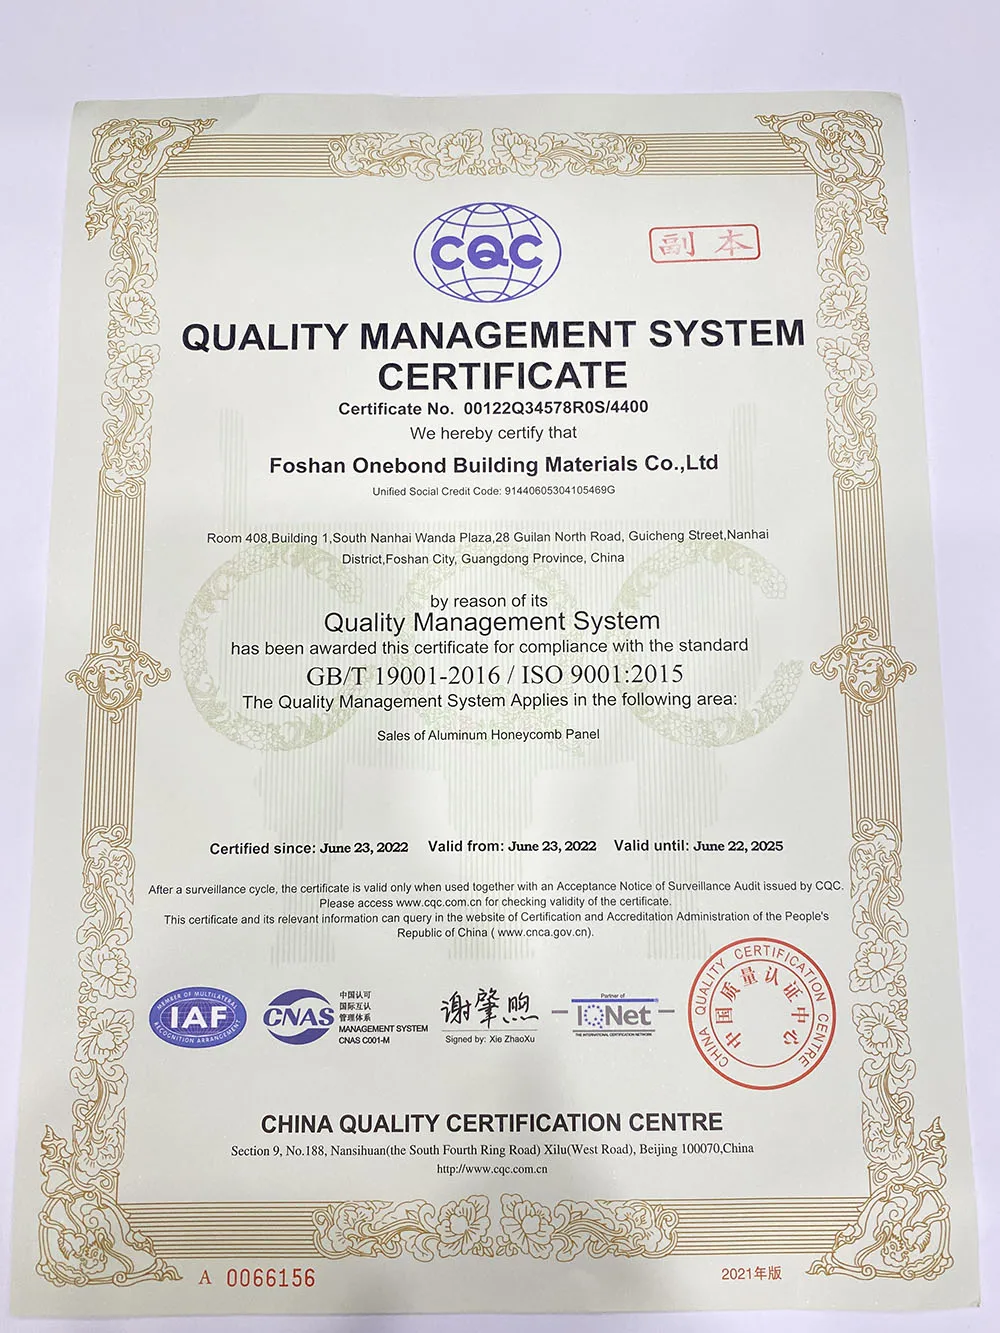 CQC
副 本
QUALITY MANAGEMENT SYSTEM
CERTIFICATE
Certificate No. 00122Q34578R0S/4400
We hereby certify that
Foshan Onebond Building Materials Co.,Ltd
Unified Social Credit Code: 91440605304105469G
Room 408,Building 1,South Nanhai Wanda Plaza,28 Guilan North Road, Guicheng Street,Nanhai
District,Foshan City, Guangdong Province, China
by reason of its
Quality Management System
has been awarded this certificate for compliance with the standard
GB/T 19001-2016 / ISO 9001:2015
The Quality Management System Applies in the following area:
Sales of Aluminum Honeycomb Panel
Certified since: June 23, 2022 Valid from: June 23, 2022 Valid until: June 22, 2025
After a surveillance cycle, the certificate is valid only when used together with an Acceptance Notice of Surveillance Audit issued by CQC.
Please access www.cqc.com.cn for checking validity of the certificate.
This certificate and its relevant information can query in the website of Certification and Accreditation Administration of the People's
Republic of China ( www.cnca.gov.cn).
MEMBER OF MULTILATERAL
IAF
RECOGNITION ARRANGEMENT
CNAS
中国认可
国际互认
管理体系
MANAGEMENT SYSTEM
CNAS C001-M
谢肇煦
Signed by: Xie ZhaoXu
Partner of
IQNet
THE INTERNATIONAL CERTIFICATION NETWORK
CHINA QUALITY CERTIFICATION CENTRE
中国质量认证中心
CHINA QUALITY CERTIFICATION CENTRE
Section 9, No.188, Nansihuan(the South Fourth Ring Road) Xilu(West Road), Beijing 100070,China
http://www.cqc.com.cn
A 0066156
2021年版